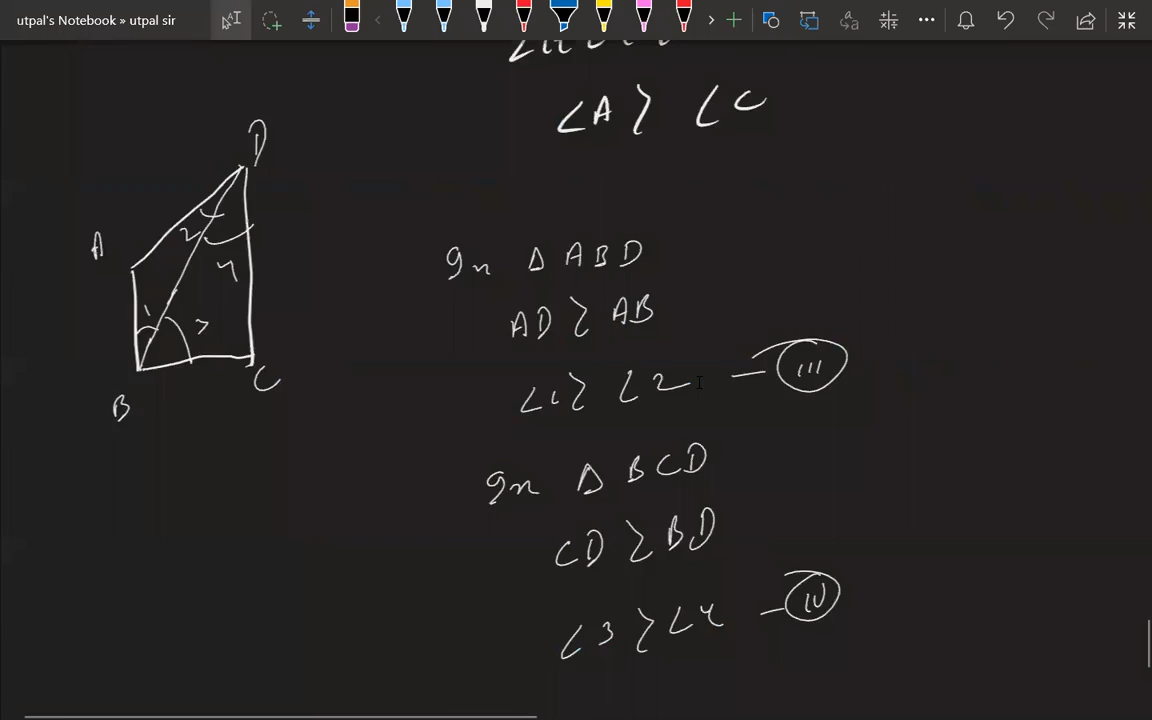 utpal's Notebook » utpal sir
<A > <C
D
A
2
4
1
3
B
C
In Δ ABD
AD > AB
<1 > <2 — (III)
In Δ BCD
CD > BD
<3 > <4 — (IV)